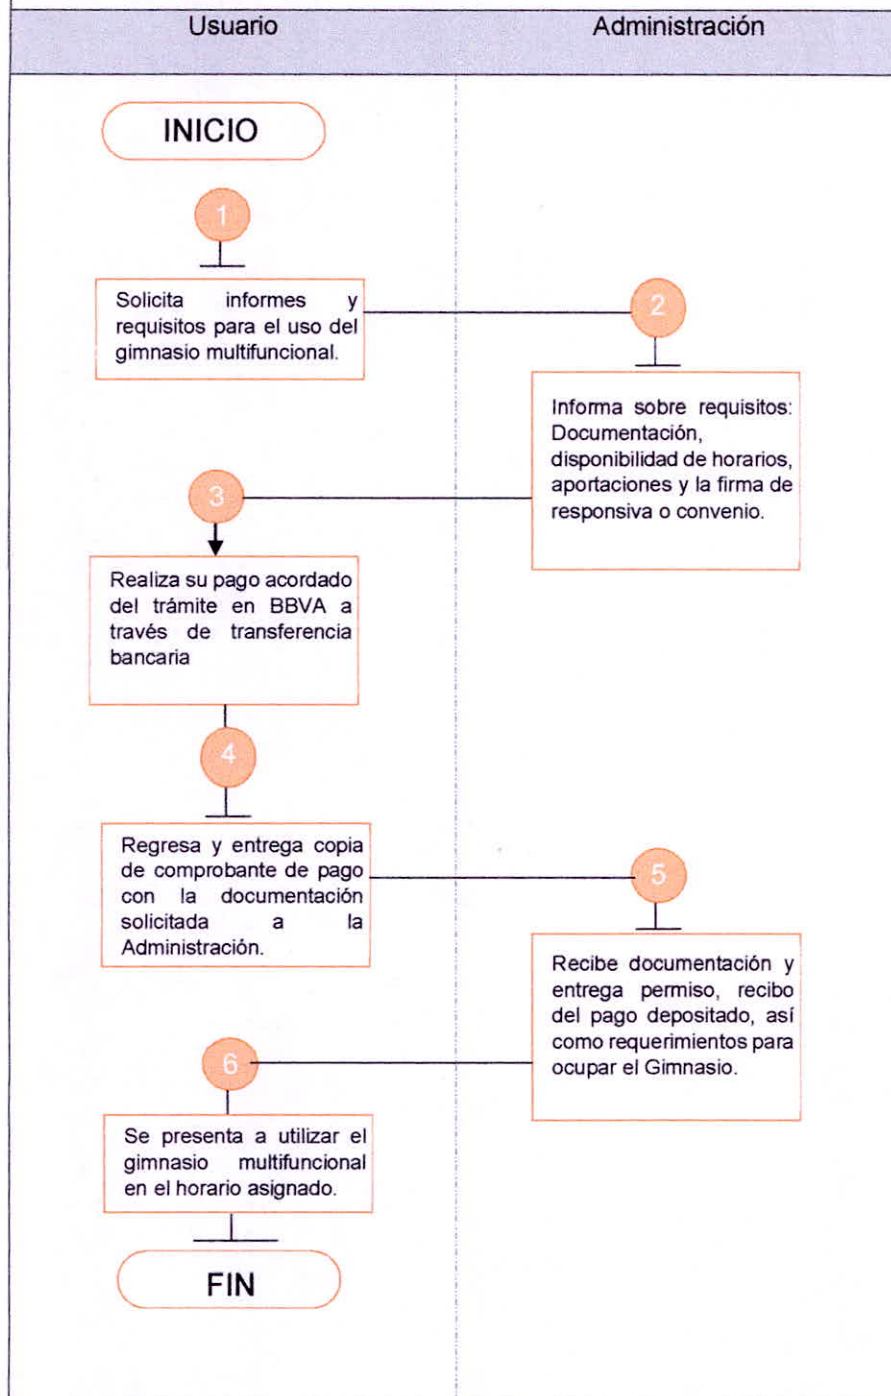 Usuario
Administración
INICIO
1
Solicita informes y
requisitos para el uso del
gimnasio multifuncional.
2
Informa sobre requisitos:
Documentación,
disponibilidad de horarios,
aportaciones y la firma de
responsiva o convenio.
3
Realiza su pago acordado
del trámite en BBVA a
través de transferencia
bancaria
4
Regresa y entrega copia
de comprobante de pago
con la documentación
solicitada a la
Administración.
5
Recibe documentación y
entrega permiso, recibo
del pago depositado, así
como requerimientos para
ocupar el Gimnasio.
6
Se presenta a utilizar el
gimnasio multifuncional
en el horario asignado.
FIN